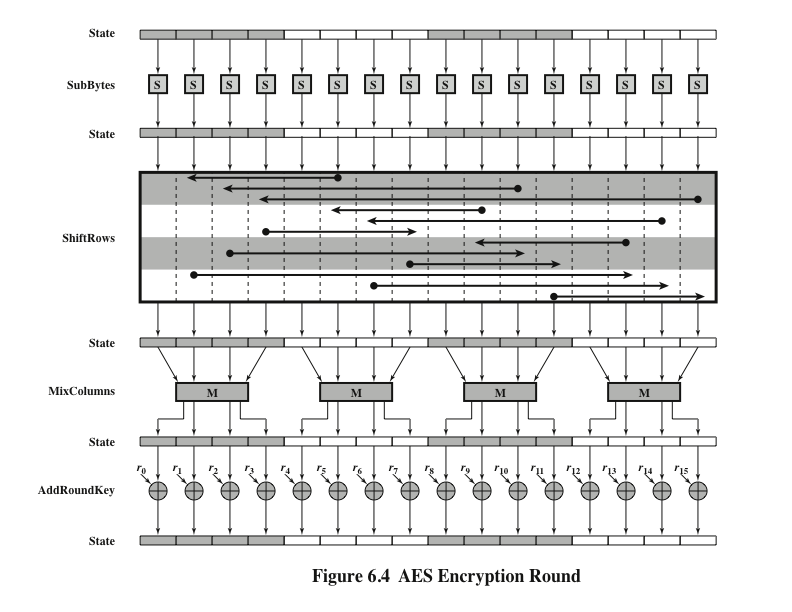 State
SubBytes S S S S S S S S S S S S S S S S
State
ShiftRows
State
MixColumns M M M M
State
r0 r1 r2 r3 r4 r5 r6 r7 r8 r9 r10 r11 r12 r13 r14 r15
AddRoundKey
State
Figure 6.4 AES Encryption Round